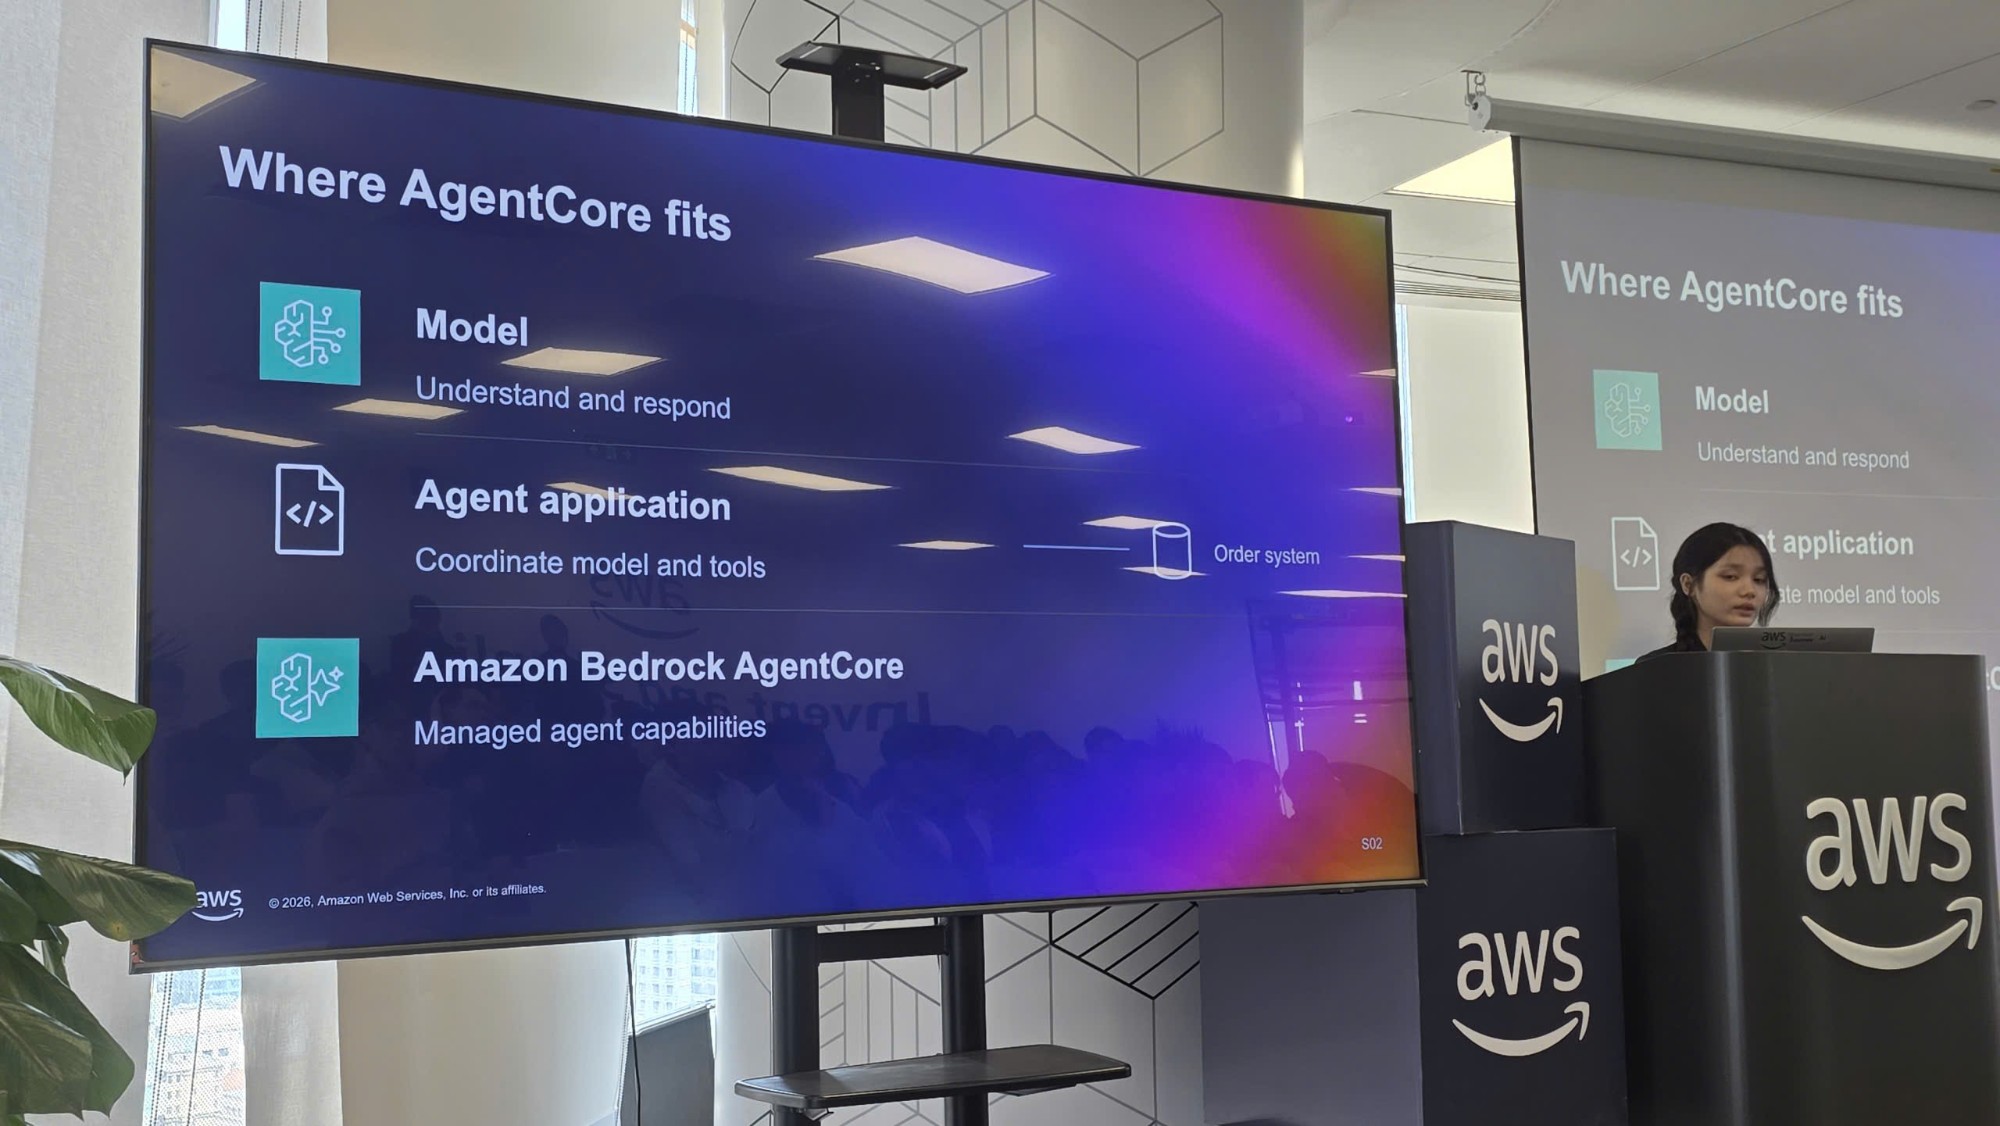 Where AgentCore fits
Model
Understand and respond
Agent application
Coordinate model and tools
Order system
Amazon Bedrock AgentCore
Managed agent capabilities
S02
aws
© 2026, Amazon Web Services, Inc. or its affiliates.
Where AgentCore fits
Model
Understand and respond
application
model and tools
aws
aws
aws
aws